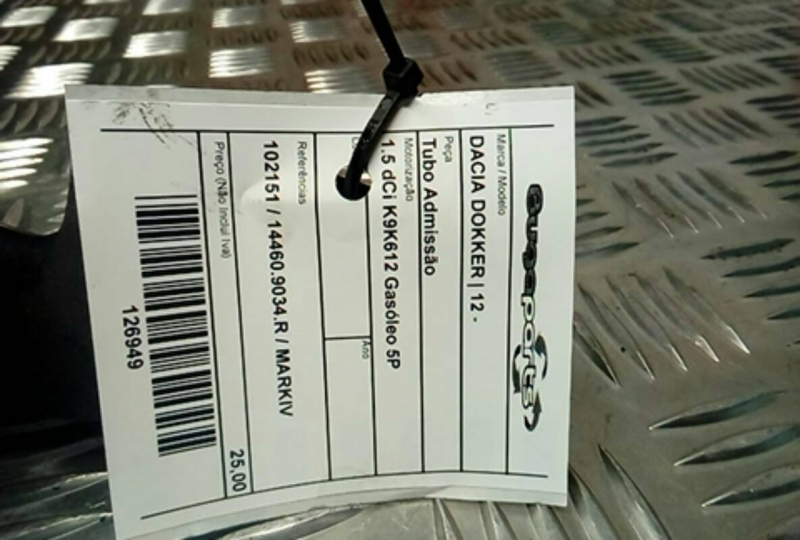 Europarts
Marca / Modelo
DACIA DOKKER | 12 -
Peça
Tubo Admissão
Motorização
1.5 dCi K9K612 Gasóleo 5P
Ano
Referências
102151 / 14460.9034.R / MARKIV
Preço (Não Inclui Iva)
25,00
126949